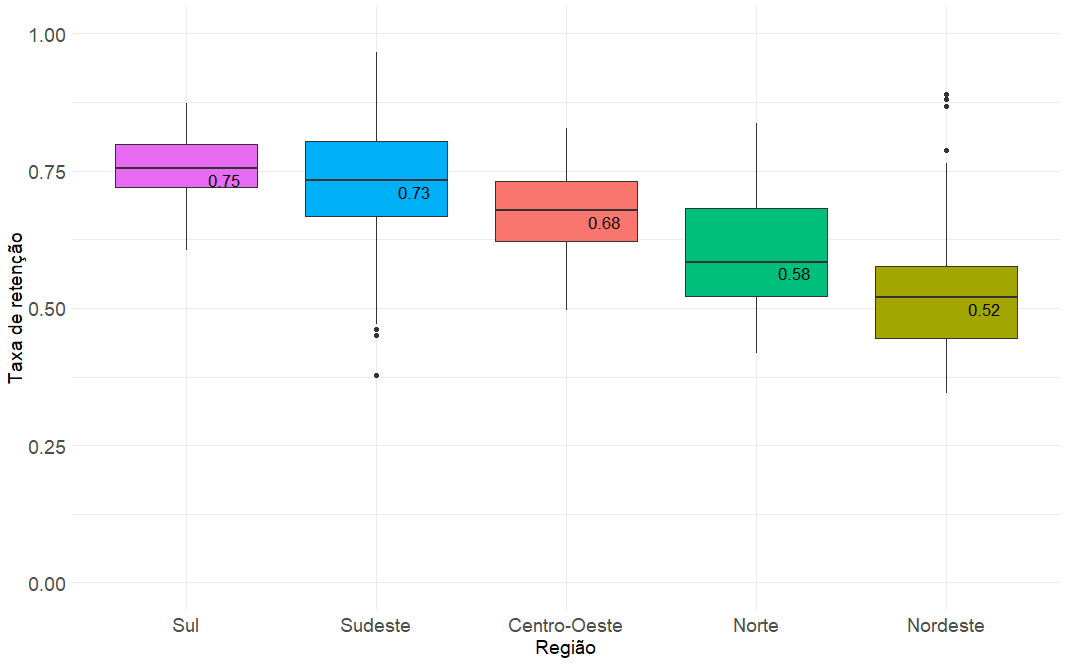 Taxa de retenção
1.00
0.75
0.50
0.25
0.00
0.75
0.73
0.68
0.58
0.52
Sul
Sudeste
Centro-Oeste
Norte
Nordeste
Região